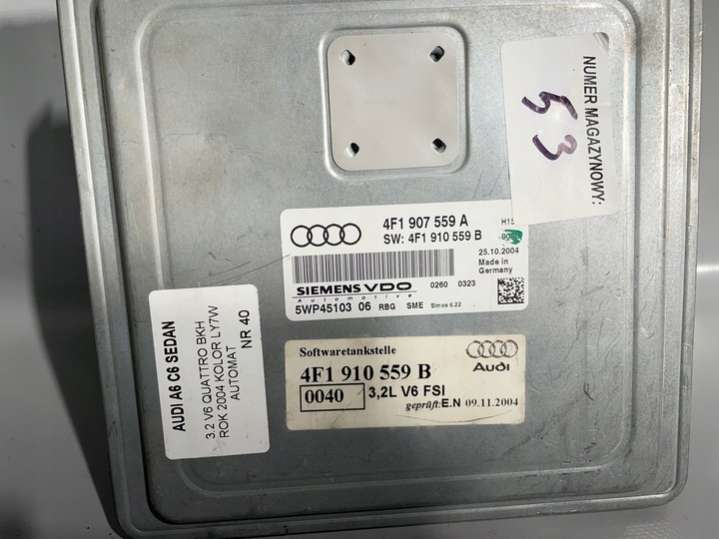 NUMER MAGAZYNOWY:
53
4F1 907 559 A
SW: 4F1 910 559 B
25.10.2004
Made in
Germany
SIEMENS VDO
Automotive
0260 0323
5WP45103 06 RBG SME Simos 6.22
Softwaretankstelle
4F1 910 559 B
Audi
0040 3,2L V6 FSI
geprüft: E.N 09.11.2004
AUDI A6 C6 SEDAN
3.2 V6 QUATTRO BKH
ROK 2004 KOLOR LY7W
AUTOMAT
NR 40